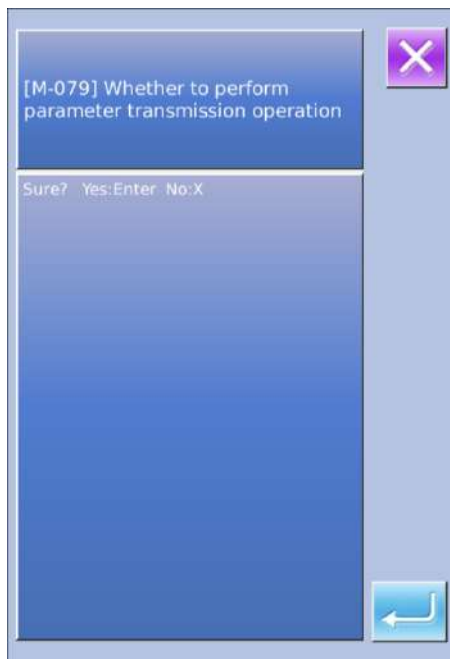 [M-079] Whether to perform
parameter transmission operation
Sure? Yes:Enter No:X